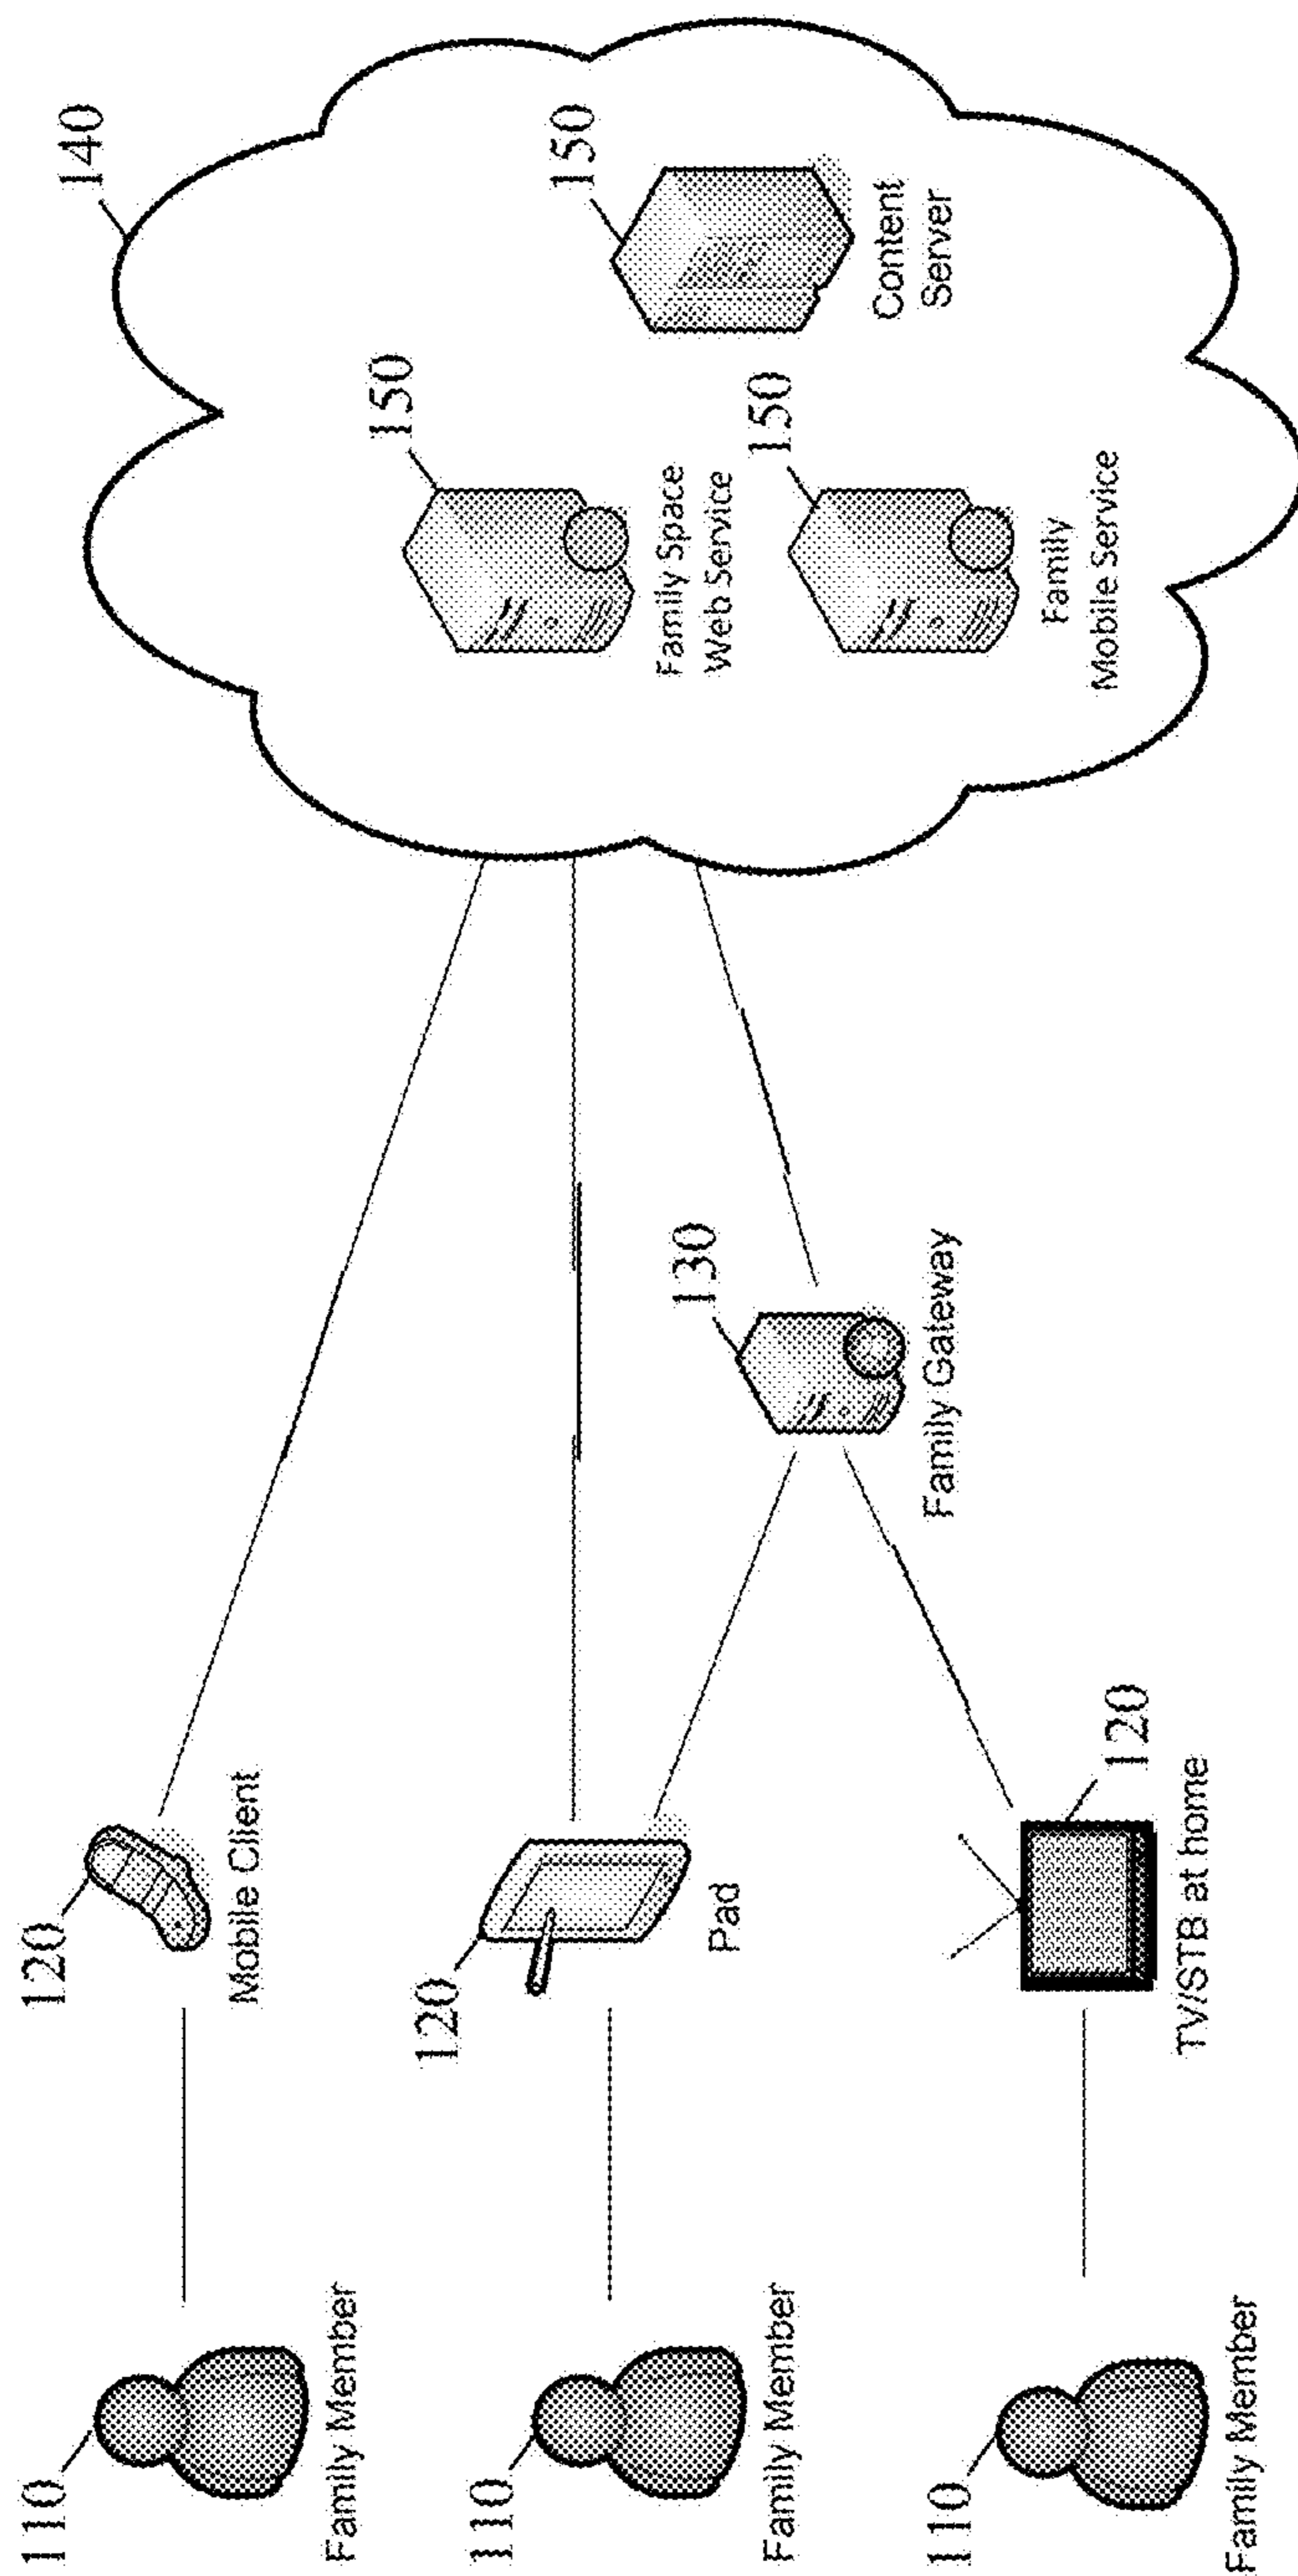 140
150
150
Content
Server
Family Space
Web Service
150
Family
Mobile Service
130
Family Gateway
120
Mobile Client
120
Pad
120
TV/STB at home
110
Family Member
110
Family Member
110
Family Member